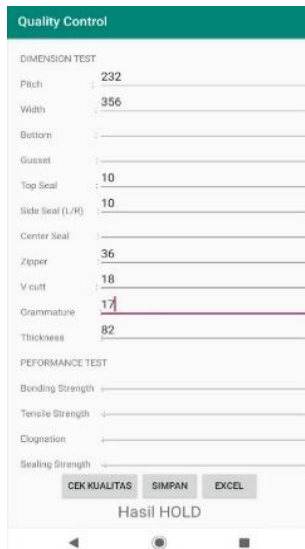 Quality Control
DIMENSION TEST
Pitch : 232
Width : 356
Bottom :
Gusset :
Top Seal : 10
Side Seal (L/R) : 10
Center Seal :
Zipper : 36
V cutt : 18
Grammature : 17
Thickness : 82
PEFORMANCE TEST
Bonding Strength :
Tensile Strength :
Elognation :
Sealing Strength :
CEK KUALITAS SIMPAN EXCEL
Hasil HOLD